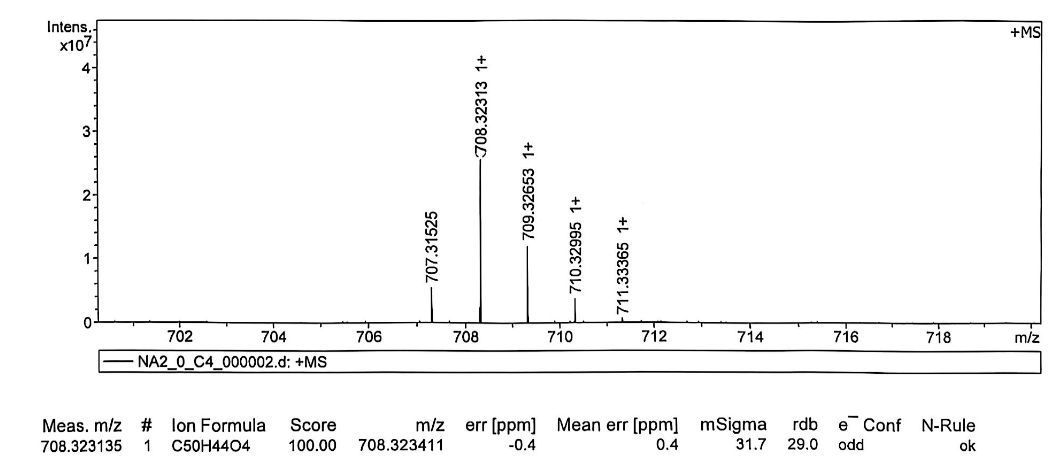 Intens.
x10⁷
+MS
4
3
2
1
0
707.31525
708.32313 1+
709.32653 1+
710.32995 1+
711.33365 1+
702 704 706 708 710 712 714 716 718 m/z
NA2_0_C4_000002.d: +MS
Meas. m/z # Ion Formula Score m/z err [ppm] Mean err [ppm] mSigma rdb e⁻ Conf N-Rule
708.323135 1 C50H44O4 100.00 708.323411 -0.4 0.4 31.7 29.0 odd ok